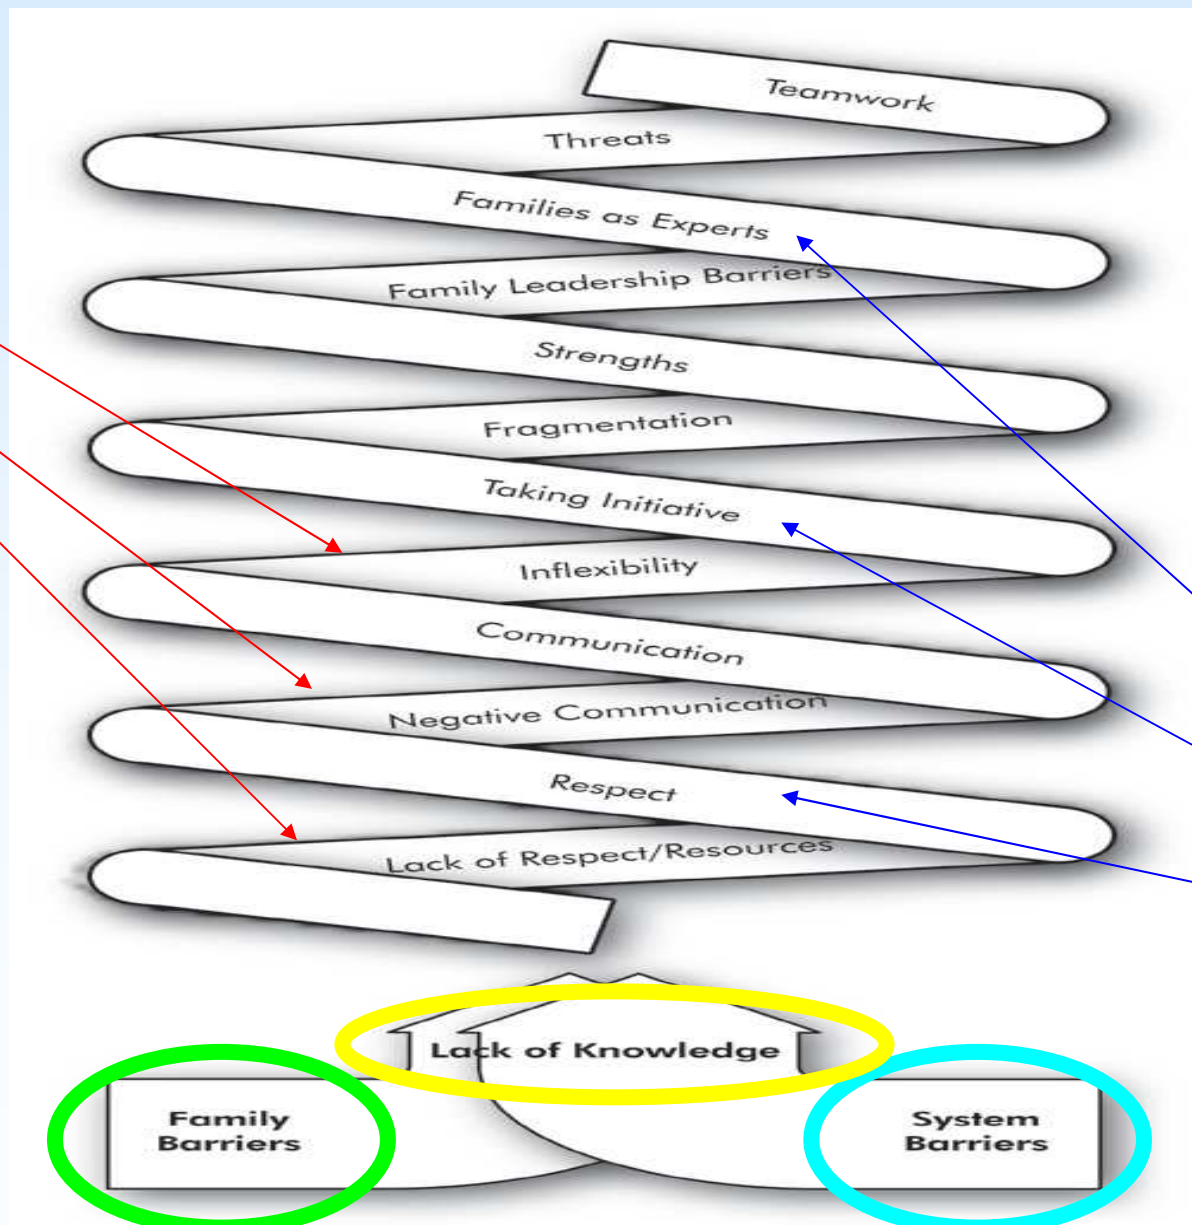 Teamwork
Threats
Families as Experts
Family Leadership Barriers
Strengths
Fragmentation
Taking Initiative
Inflexibility
Communication
Negative Communication
Respect
Lack of Respect/Resources
Lack of Knowledge
Family
Barriers
System
Barriers